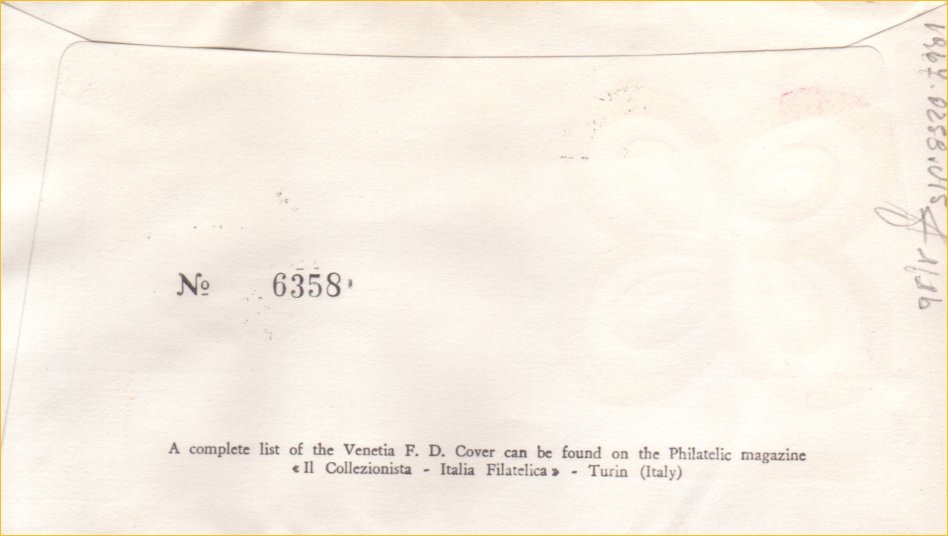 № 6358
A complete list of the Venetia F. D. Cover can be found on the Philatelic magazine
« Il Collezionista - Italia Filatelica » - Turin (Italy)